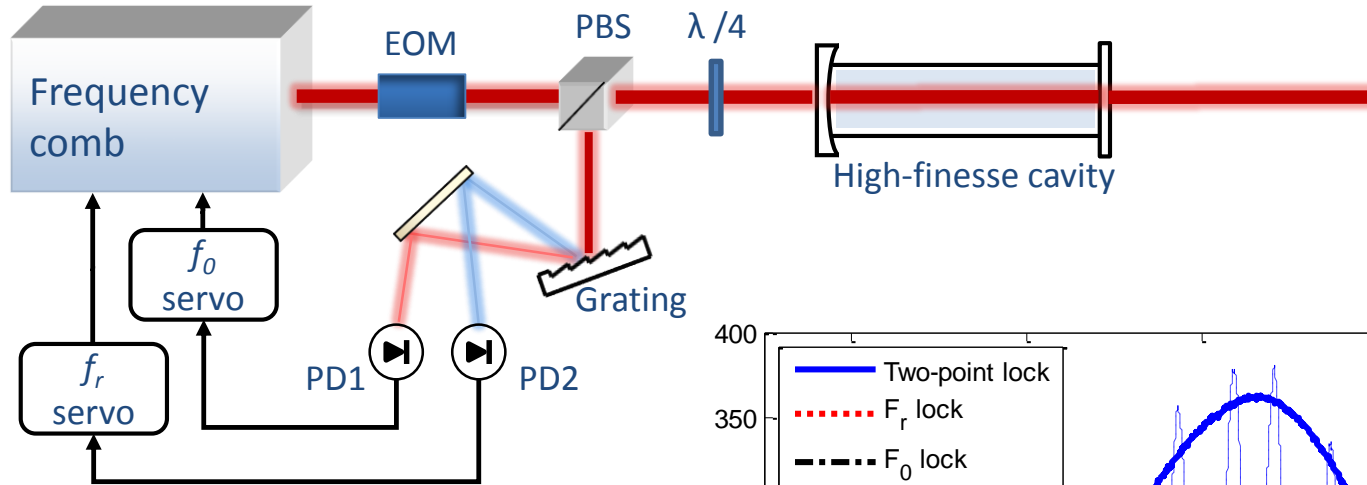 EOM
PBS
λ /4
Frequency
comb
High-finesse cavity
f0
servo
Grating
fr
servo
PD1
PD2
400
350
Two-point lock
Fr lock
F0 lock